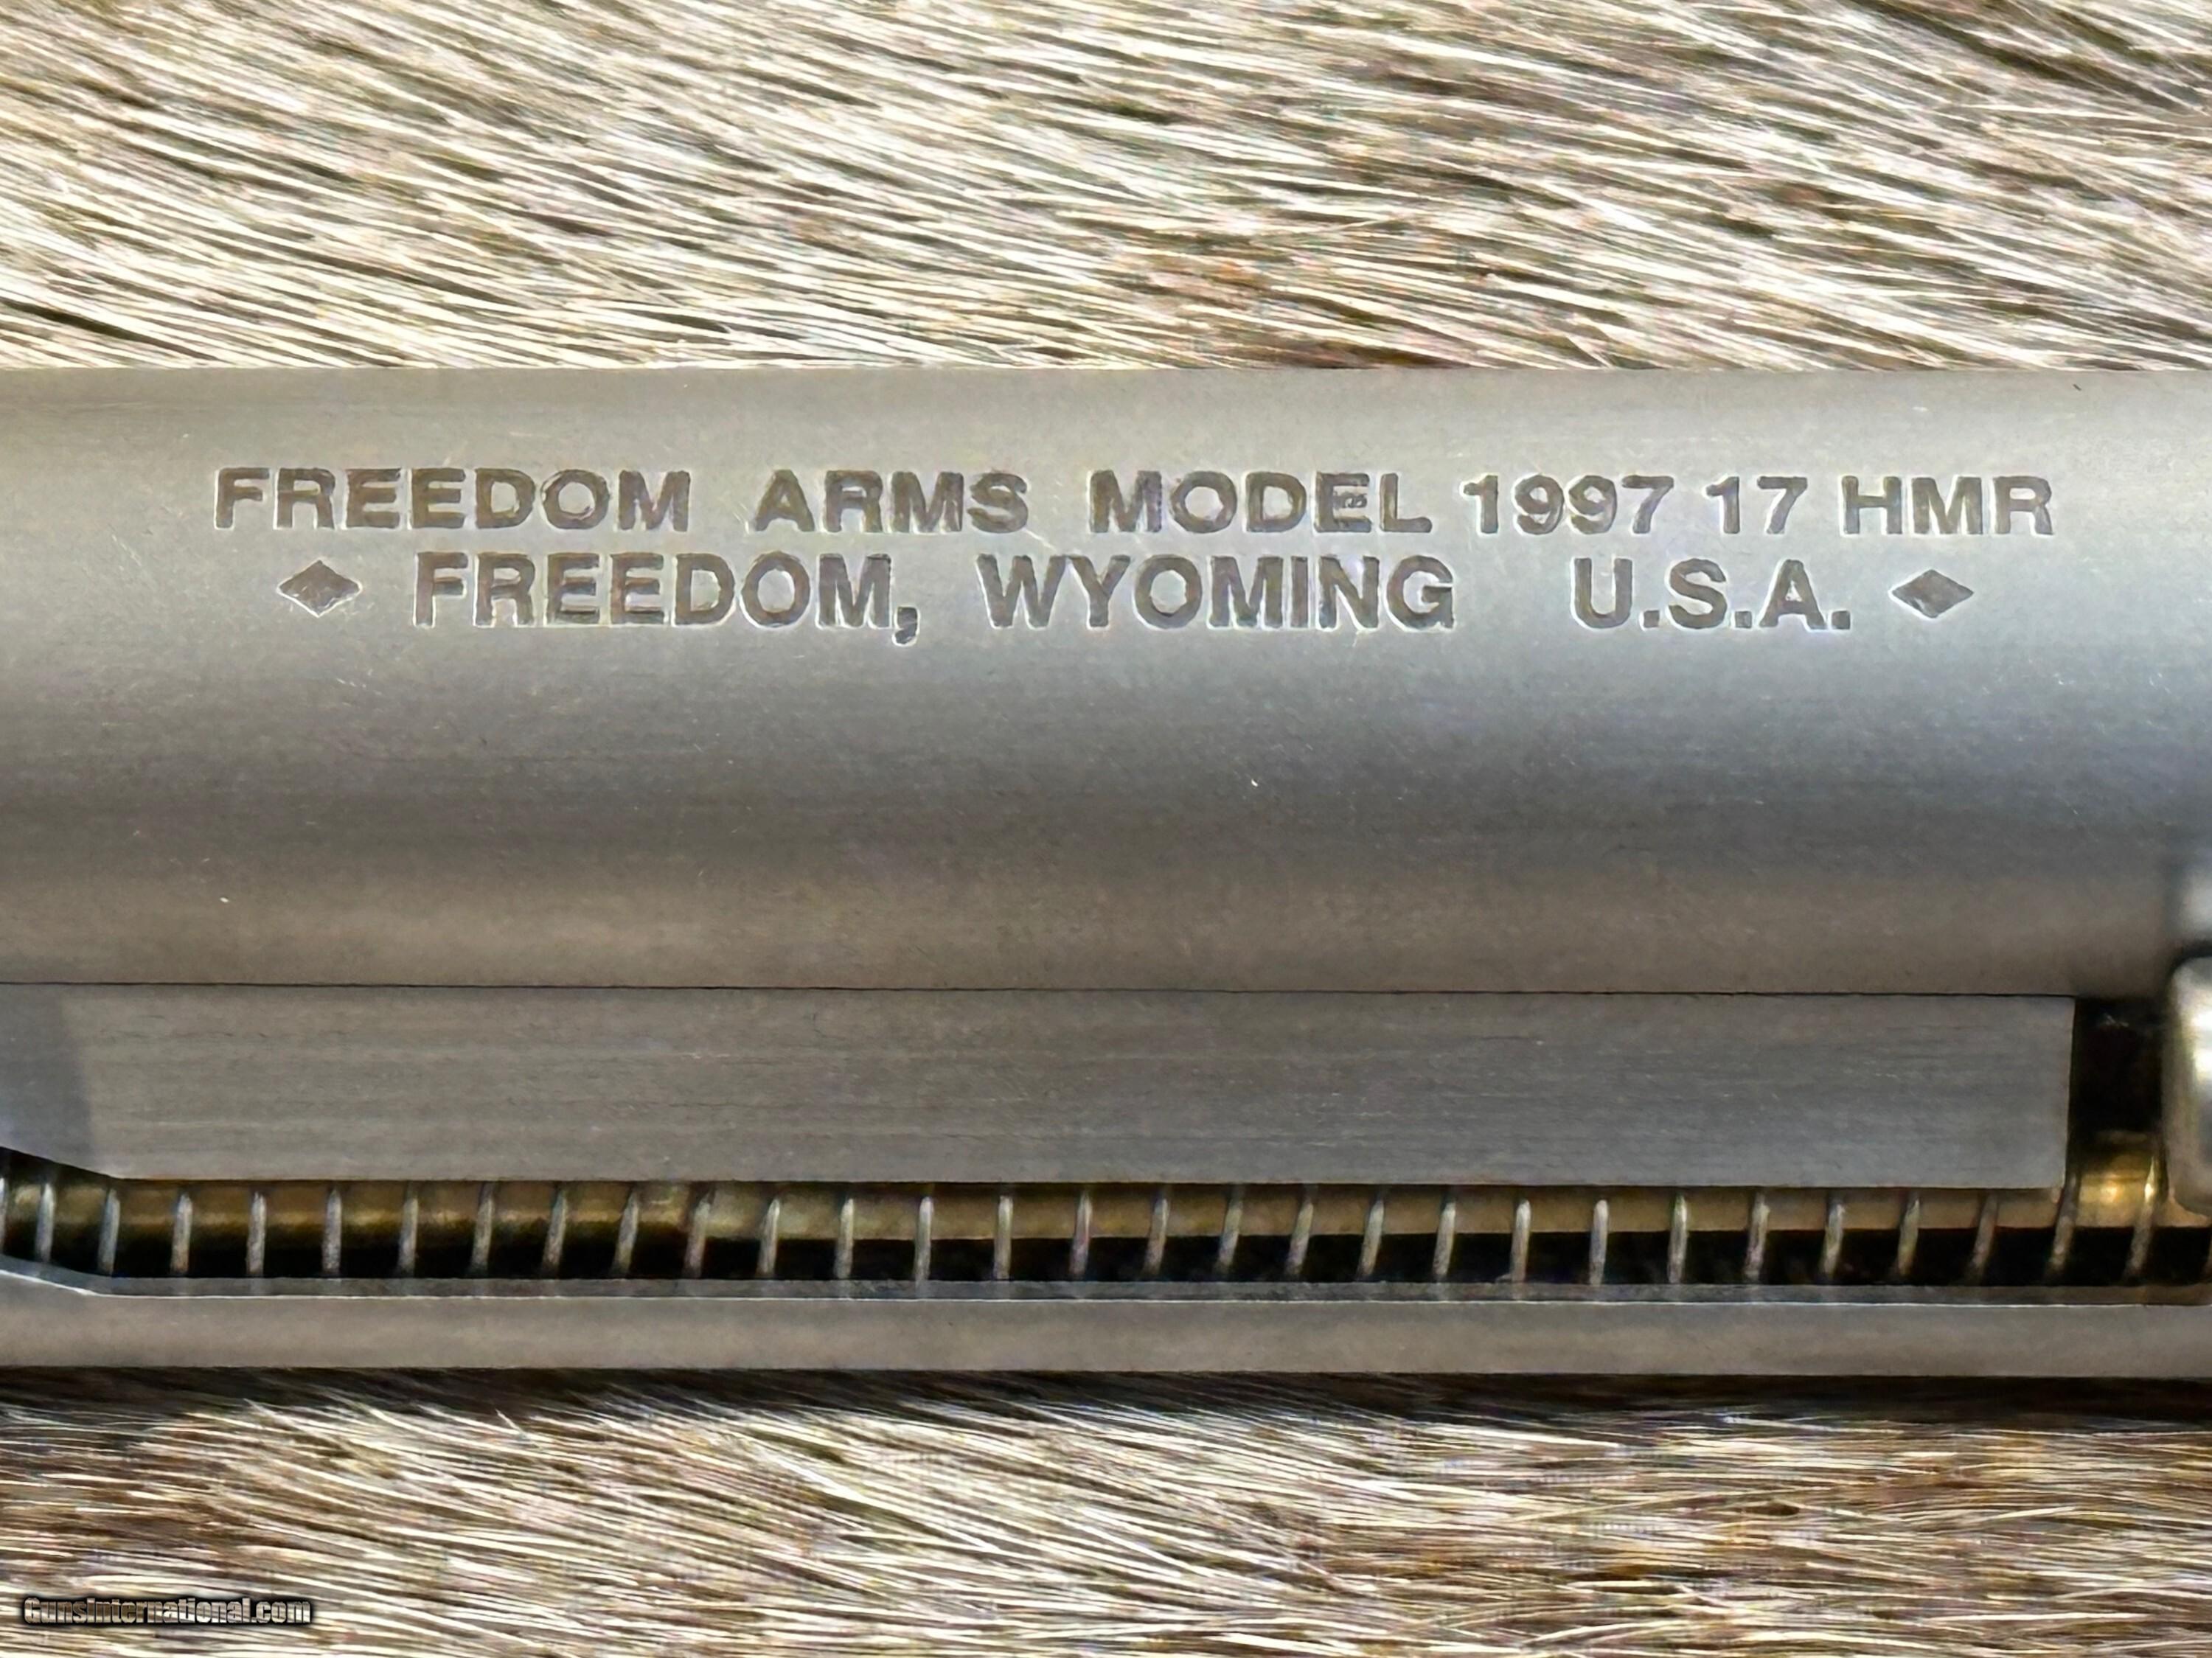 FREEDOM ARMS MODEL 1997 17 HMR
◆ FREEDOM, WYOMING U.S.A. ◆
GunsInternational.com